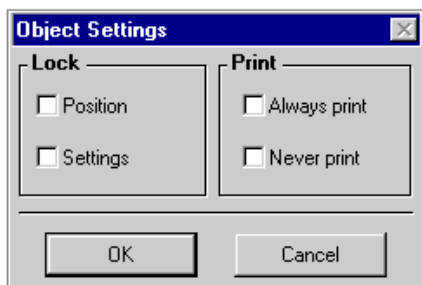 Object Settings
Lock
Position
Settings
Print
Always print
Never print
OK
Cancel